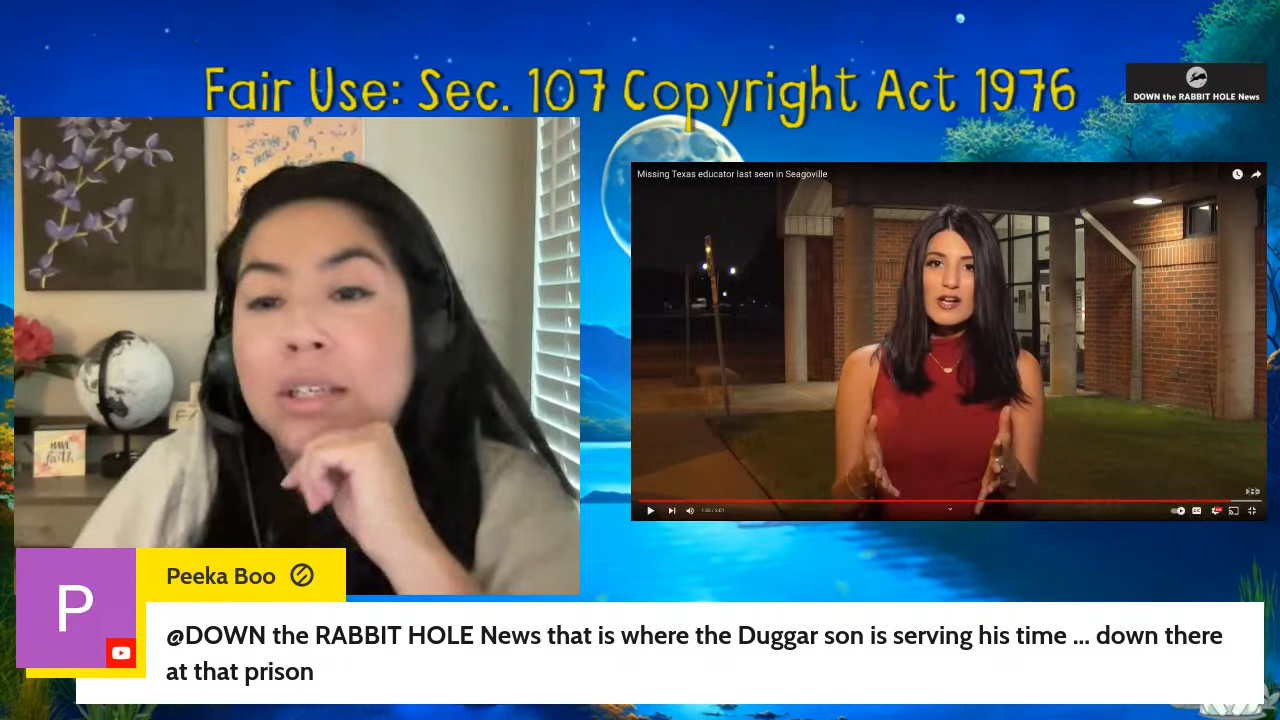 Fair Use: Sec. 107 Copyright Act 1976
DOWN the RABBIT HOLE News
Missing Texas educator last seen in Seagoville
HAVE
faith
P
Peeka Boo
@DOWN the RABBIT HOLE News that is where the Duggar son is serving his time ... down there
at that prison